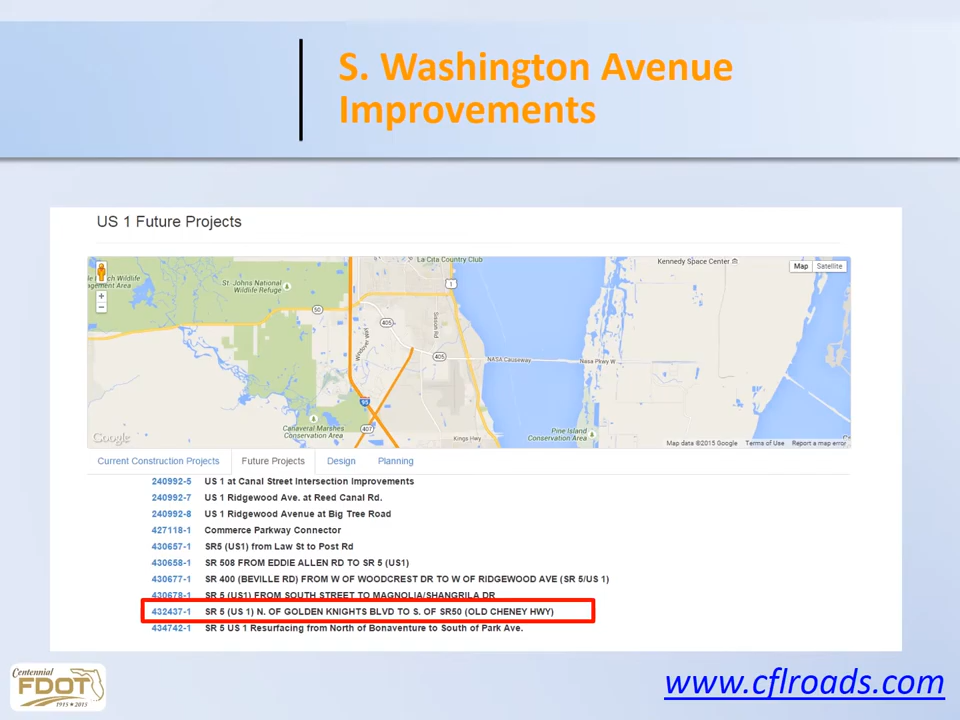 S. Washington Avenue
Improvements
US 1 Future Projects
La Cita Country Club
Kennedy Space Center
Map Satellite
Wildlife
St. Johns National
Wildlife Refuge
1
50
405
Sisson Rd
405
NASA Causeway
Nasa Pkwy W
95
407
Canaveral Marshes
Conservation Area
Kings Hwy
Pine Island
Conservation Area
Google
Map data ©2015 Google Terms of Use Report a map error
Current Construction Projects Future Projects Design Planning
240992-5 US 1 at Canal Street Intersection Improvements
240992-7 US 1 Ridgewood Ave. at Reed Canal Rd.
240992-8 US 1 Ridgewood Avenue at Big Tree Road
427118-1 Commerce Parkway Connector
430657-1 SR5 (US1) from Law St to Post Rd
430658-1 SR 508 FROM EDDIE ALLEN RD TO SR 5 (US1)
430677-1 SR 400 (BEVILLE RD) FROM W OF WOODCREST DR TO W OF RIDGEWOOD AVE (SR 5/US 1)
430678-1 SR 5 (US1) FROM SOUTH STREET TO MAGNOLIA/SHANGRILA DR
432437-1 SR 5 (US 1) N. OF GOLDEN KNIGHTS BLVD TO S. OF SR50 (OLD CHENEY HWY)
434742-1 SR 5 US 1 Resurfacing from North of Bonaventure to South of Park Ave.
Centennial
FDOT
1915 ★ 2015
www.cflroads.com